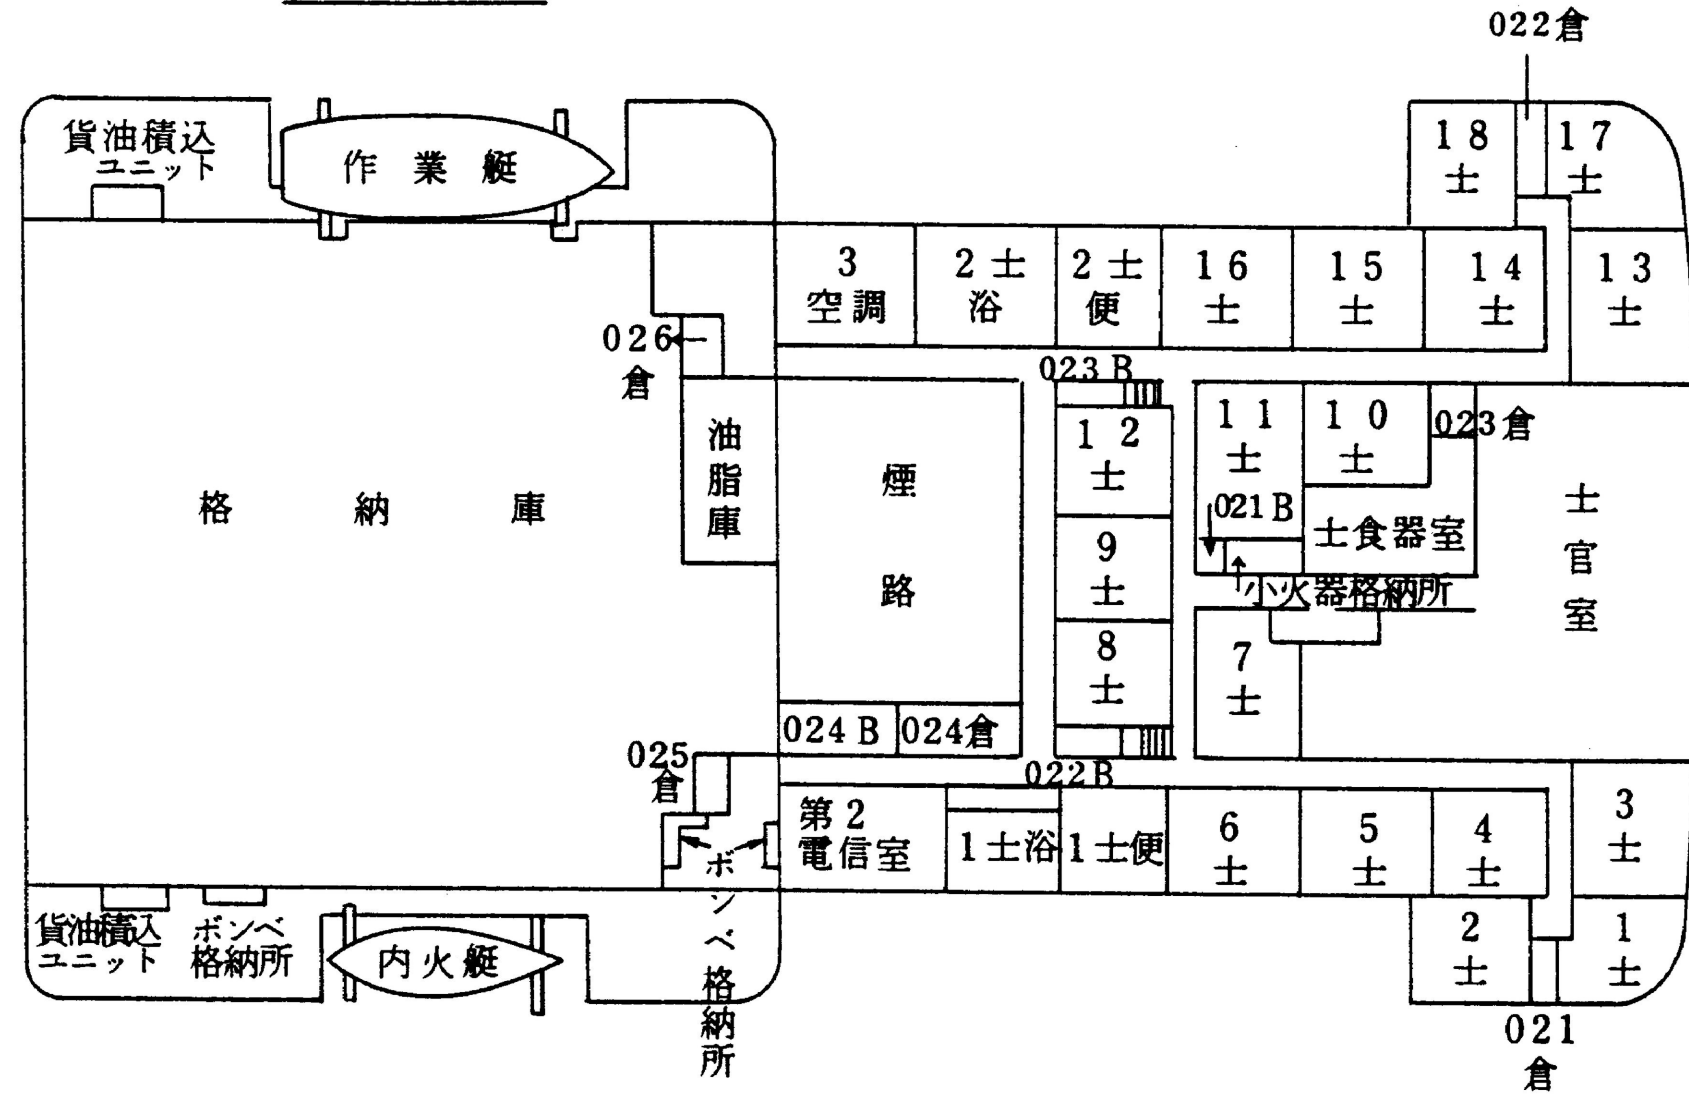 022倉
貨油積込
ユニット
作業艇
18
士
17
士
3
空調
2士
浴
2士
便
16
士
15
士
14
士
13
士
026
倉
023B
油脂庫
煙路
12
士
11
士
10
士
023倉
021B
士食器室
小火器格納所
士官室
9
士
8
士
7
士
格納庫
024B
024倉
025
倉
022B
第2
電信室
1士浴
1士便
6
士
5
士
4
士
3
士
ボンベ格納所
貨油積込
ユニット
ボンベ
格納所
内火艇
2
士
1
士
021
倉